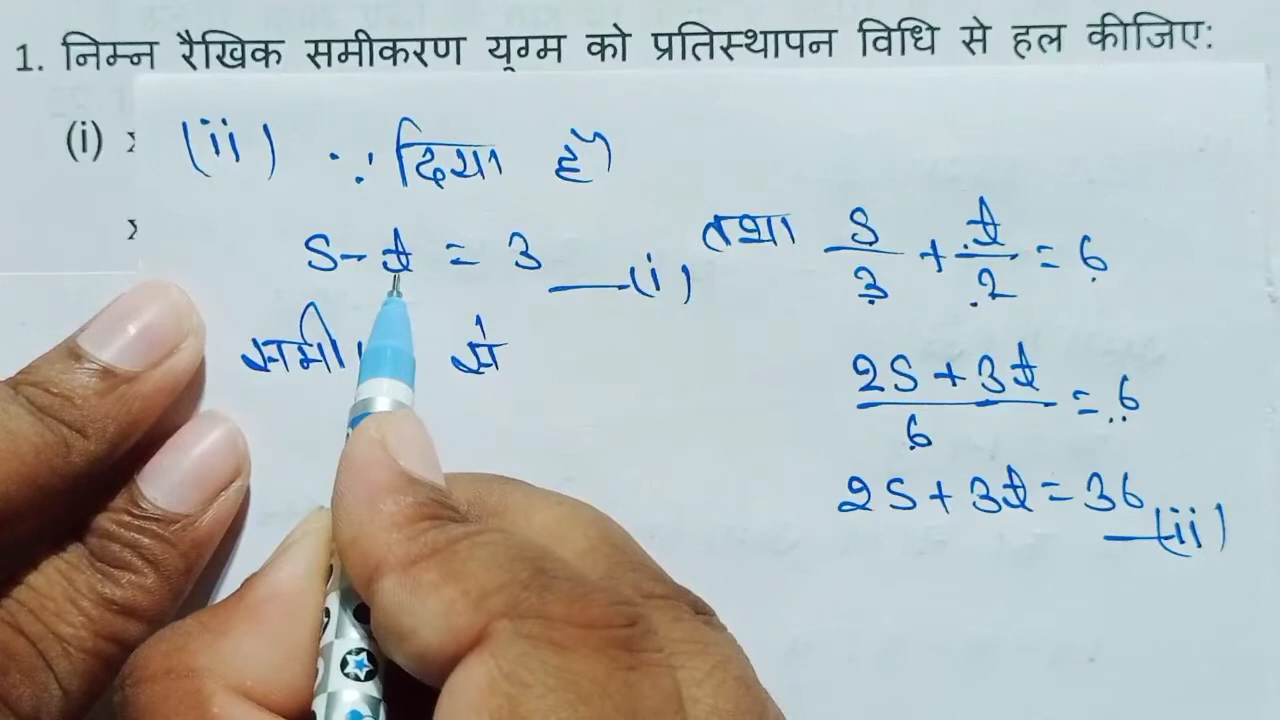 1. निम्न रैखिक समीकरण युग्म को प्रतिस्थापन विधि से हल कीजिए:
(i)
(ii) ∵ दिया है
S - t = 3 —(i) तथा S/3 + t/2 = 6
समी से
2S + 3t / 6 = 6
2S + 3t = 36 —(ii)